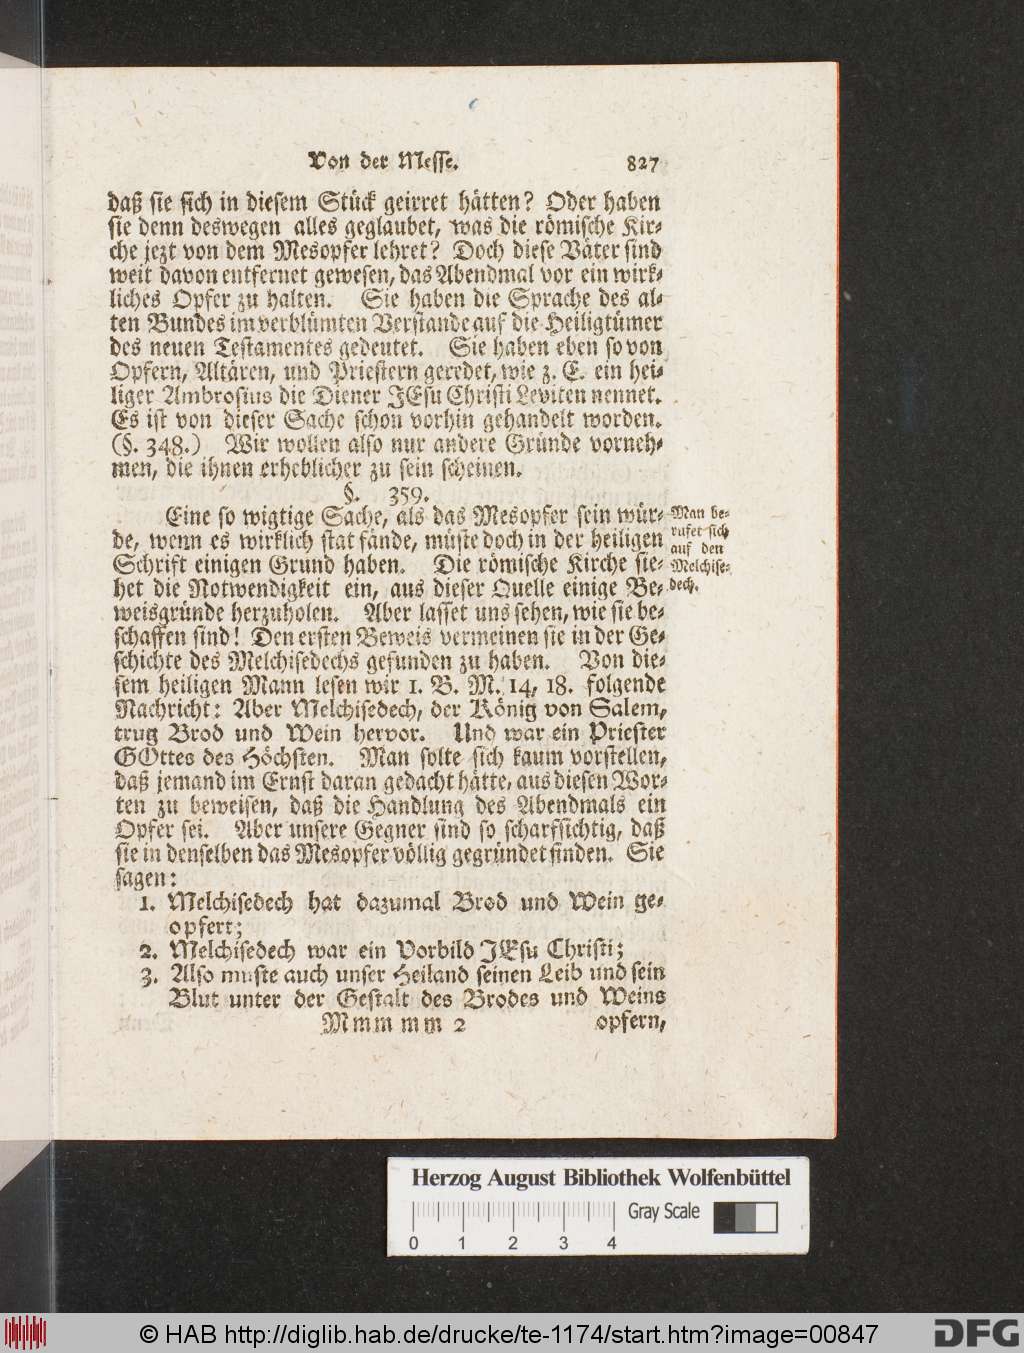 Von der Messe. 827
daß sie sich in diesem Stück geirret hätten? Oder haben
sie denn deswegen alles geglaubet, was die römische Kir-
che jezt von dem Mesopfer lehret? Doch diese Väter sind
weit davon entfernet gewesen, das Abendmal vor ein wirk-
liches Opfer zu halten. Sie haben die Sprache des al-
ten Bundes im verblümten Verstande auf die Heiligtümer
des neuen Testamentes gedeutet. Sie haben eben so von
Opfern, Altären, und Priestern geredet, wie z. E. ein hei-
liger Ambrosius die Diener JEsu Christi Leviten nennet.
Es ist von dieser Sache schon vorhin gehandelt worden.
(§. 348.) Wir wollen also nur andere Gründe vorneh-
men, die ihnen erheblicher zu sein scheinen.
§. 359.
Eine so wigtige Sache, als das Mesopfer sein wür-
de, wenn es wirklich stat fände, müste doch in der heiligen
Schrift einigen Grund haben. Die römische Kirche sie-
het die Notwendigkeit ein, aus dieser Quelle einige Be-
weisgründe herzuholen. Aber lasset uns sehen, wie sie be-
schaffen sind! Den ersten Beweis vermeinen sie in der Ge-
schichte des Melchisedechs gefunden zu haben. Von die-
sem heiligen Mann lesen wir 1. B. M. 14, 18. folgende
Nachricht: Aber Melchisedech, der König von Salem,
trug Brod und Wein hervor. Und war ein Priester
GOttes des Höchsten. Man solte sich kaum vorstellen,
daß jemand im Ernst daran gedacht hätte, aus diesen Wor-
ten zu beweisen, daß die Handlung des Abendmals ein
Opfer sei. Aber unsere Gegner sind so scharfsichtig, daß
sie in denselben das Mesopfer völlig gegründet finden. Sie
sagen:
1. Melchisedech hat dazumal Brod und Wein ge-
opfert;
2. Melchisedech war ein Vorbild JEsu Christi;
3. Also muste auch unser Heiland seinen Leib und sein
Blut unter der Gestalt des Brodes und Weins
Mmm mm 2 opfern,
Man be-
rufet sich
auf den
Melchise-
dech.
Herzog August Bibliothek Wolfenbüttel
Gray Scale
0 1 2 3 4
© HAB http://diglib.hab.de/drucke/te-1174/start.htm?image=00847
DFG